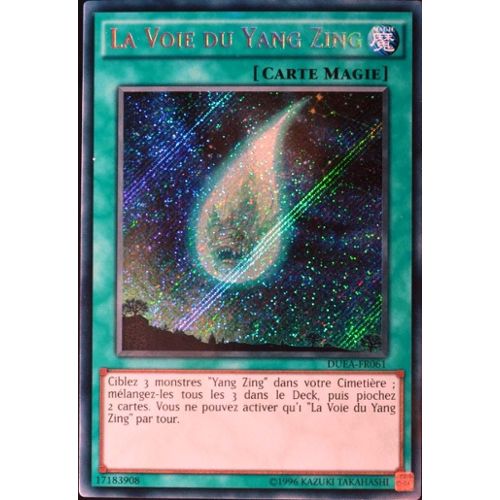 LA VOIE DU YANG ZING
MAGIC
魔
[CARTE MAGIE]
DUEA-FR061
Ciblez 3 monstres "Yang Zing" dans votre Cimetière ;
mélangez-les tous les 3 dans le Deck, puis piochez
2 cartes. Vous ne pouvez activer qu'1 "La Voie du Yang
Zing" par tour.
17183908
©1996 KAZUKI TAKAHASHI